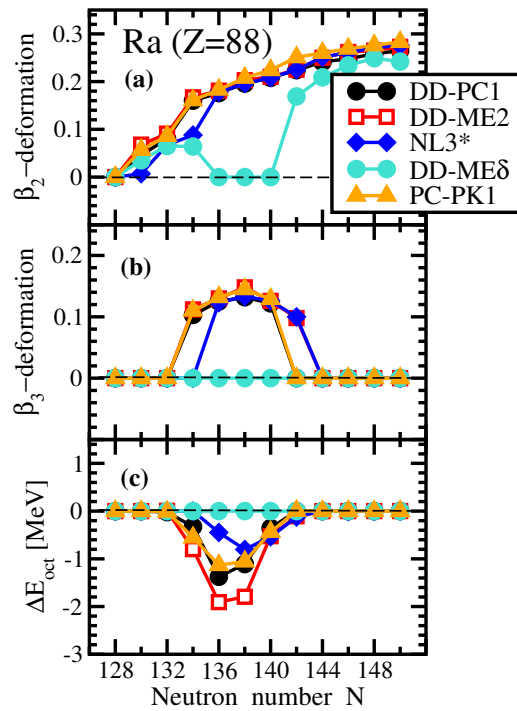 Ra (Z=88)
(a)
β₂−deformation
0.3
0.2
0.1
0
DD-PC1
DD-ME2
NL3*
DD-MEδ
PC-PK1
(b)
β₃−deformation
0.2
0.1
0
(c)
ΔE_oct [MeV]
1
0
-1
-2
-3
128 132 136 140 144 148
Neutron number N